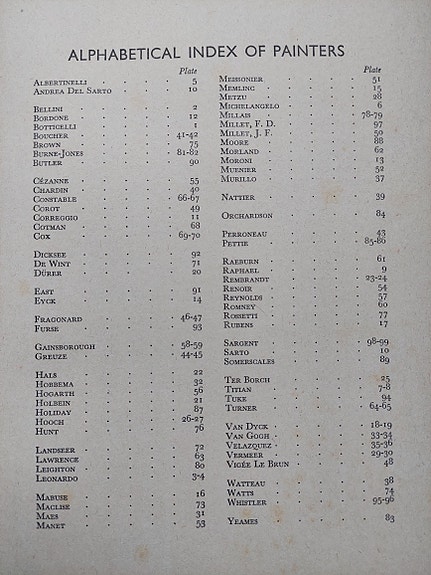 ALPHABETICAL INDEX OF PAINTERS
Plate
Albertinelli 5
Andrea Del Sarto 10
Bellini 2
Bordone 12
Botticelli 1
Boucher 41-42
Brown 75
Burne-Jones 81-82
Butler 90
Cézanne 55
Chardin 40
Constable 66-67
Corot 49
Correggio 11
Cotman 68
Cox 69-70
Dicksee 92
De Wint 71
Dürer 20
East 91
Eyck 14
Fragonard 46-47
Furse 93
Gainsborough 58-59
Greuze 44-45
Hals 22
Hobbema 32
Hogarth 56
Holbein 21
Holiday 87
Hooch 26-27
Hunt 76
Landseer 72
Lawrence 63
Leighton 80
Leonardo 3-4
Mabuse 16
Maclise 73
Maes 31
Manet 53
Plate
Meissonier 51
Memling 15
Metzu 28
Michelangelo 6
Millais 78-79
Millet, F. D. 97
Millet, J. F. 50
Moore 88
Morland 62
Moroni 13
Muenier 52
Murillo 37
Nattier 39
Orchardson 84
Perroneau 43
Pettie 85-86
Raeburn 61
Raphael 9
Rembrandt 23-24
Renoir 54
Reynolds 57
Romney 60
Rossetti 77
Rubens 17
Sargent 98-99
Sarto 10
Somerscales 89
Ter Borch 25
Titian 7-8
Tuke 94
Turner 64-65
Van Dyck 18-19
Van Gogh 33-34
Velazquez 35-36
Vermeer 29-30
Vigée Le Brun 48
Watteau 38
Watts 74
Whistler 95-96
Yeames 83